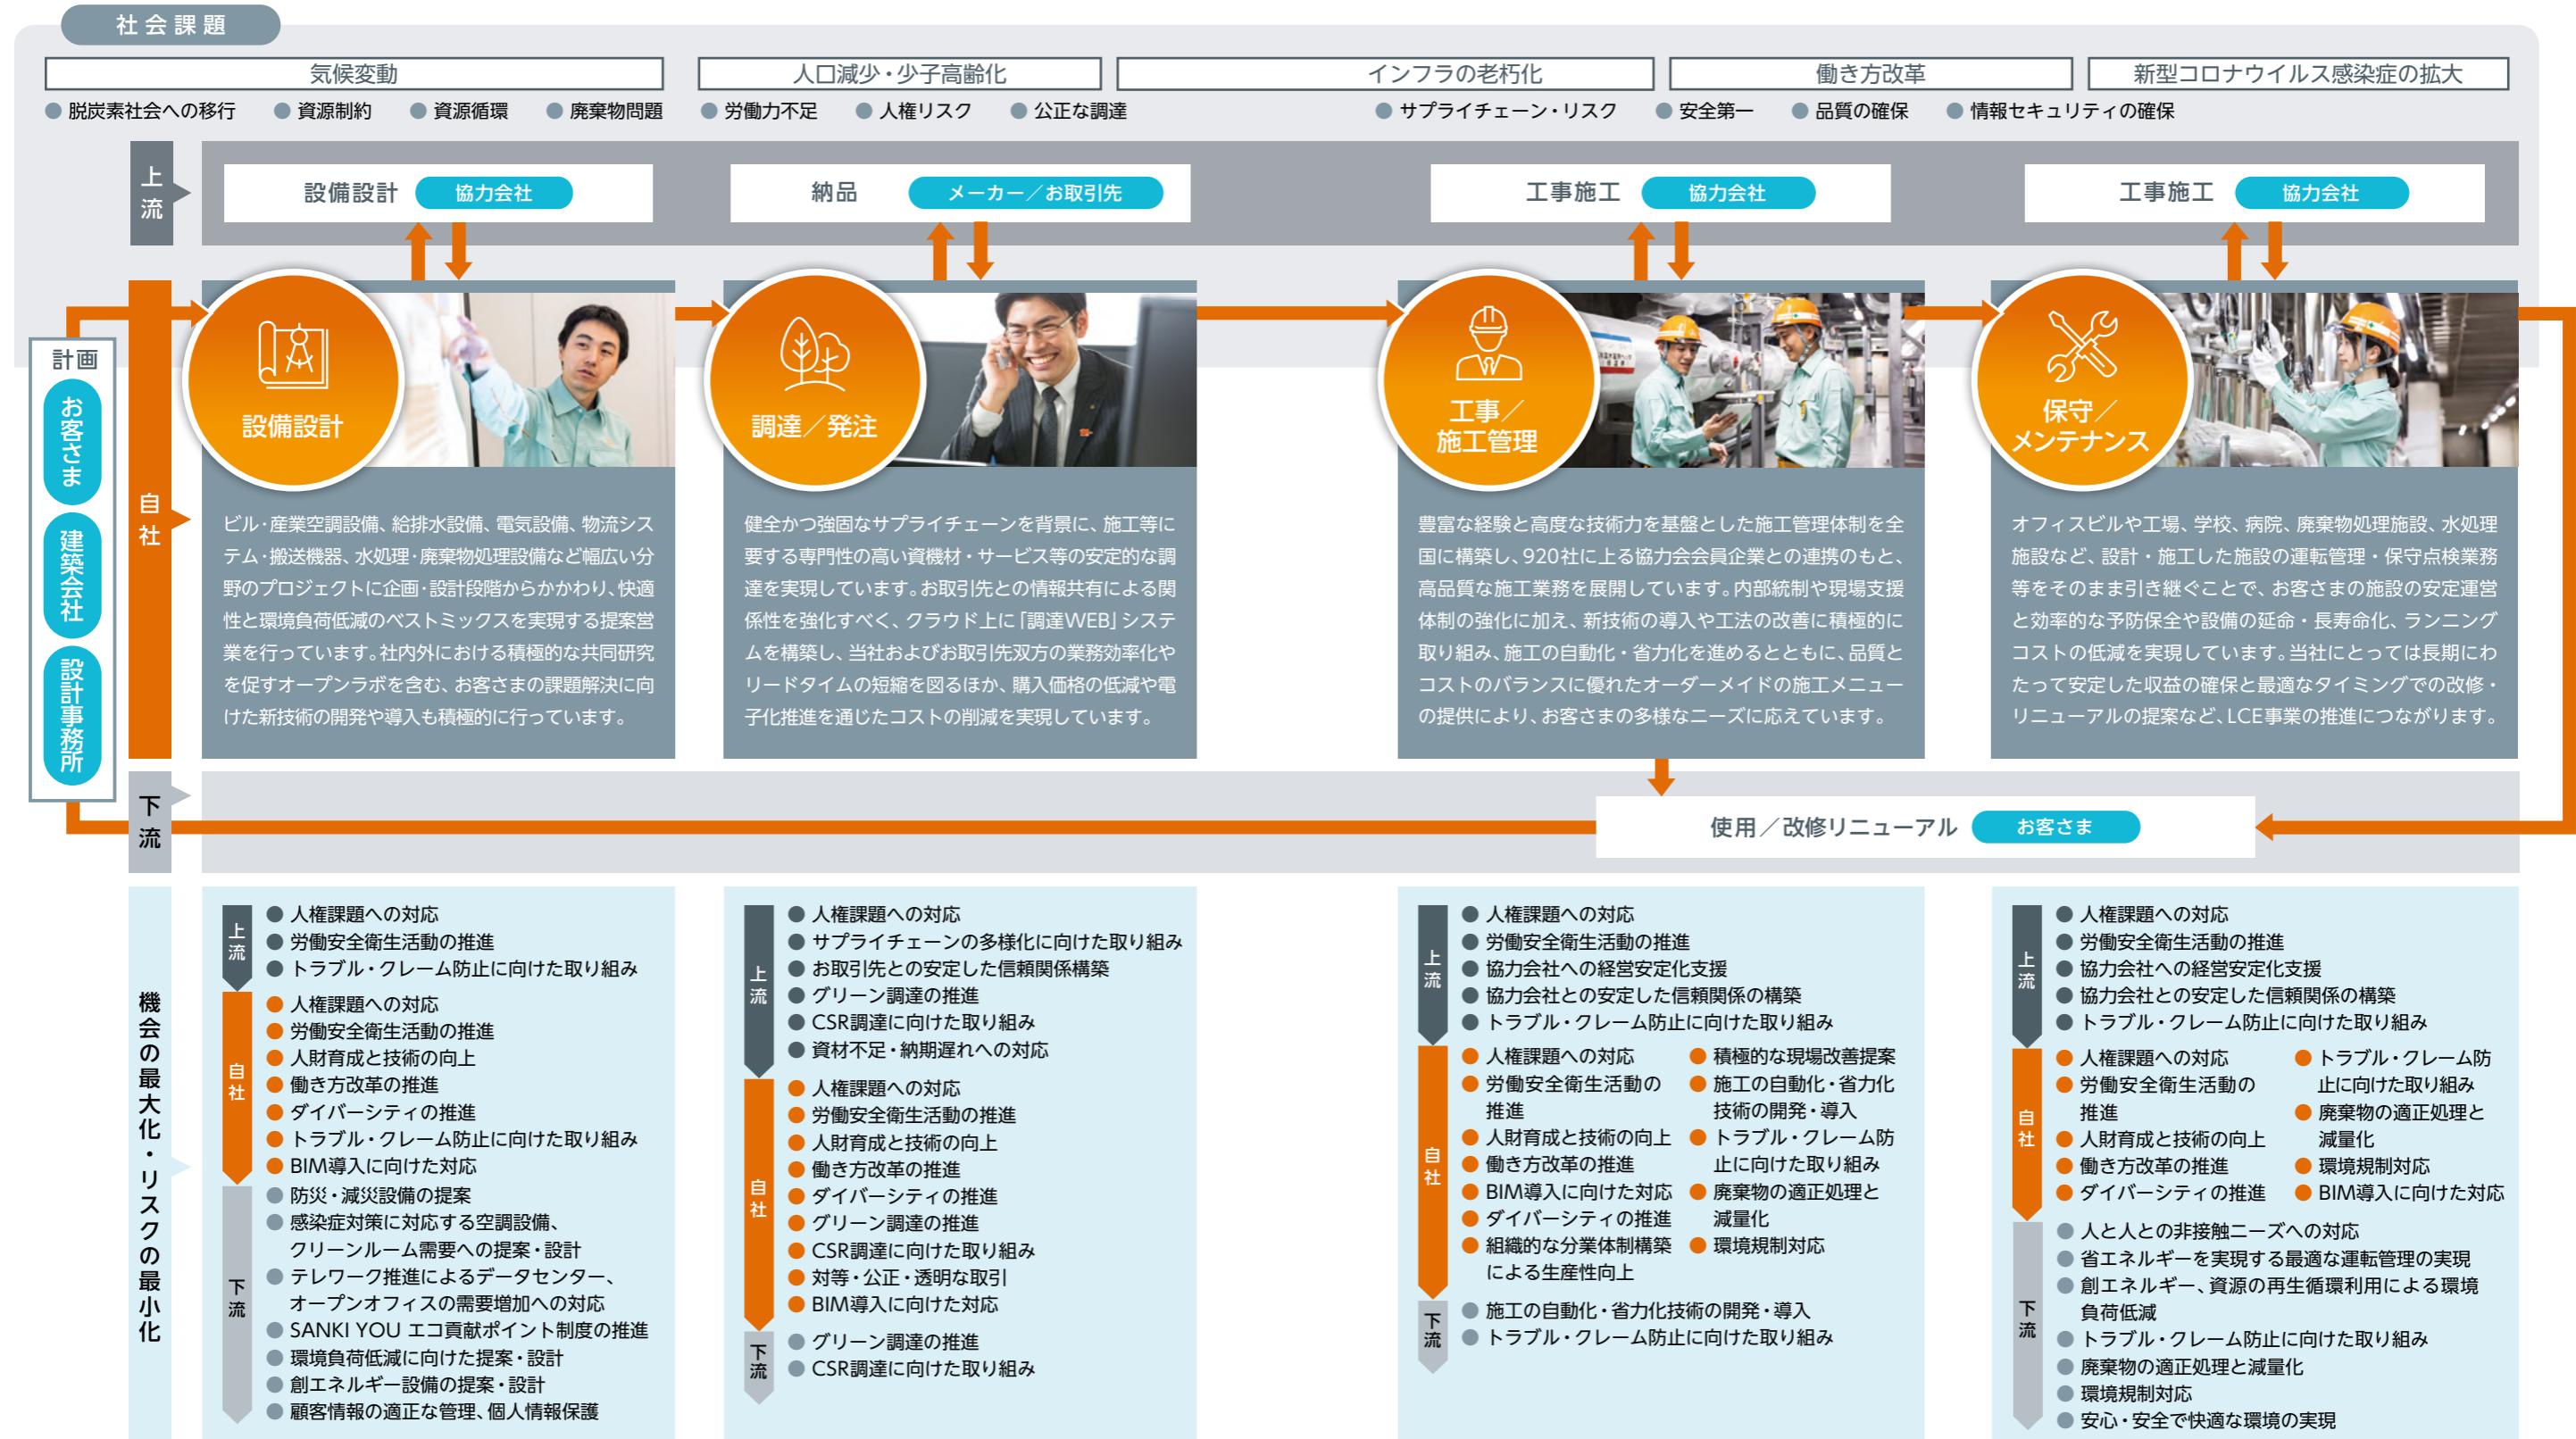 社会課題
気候変動
人口減少・少子高齢化
インフラの老朽化
働き方改革
新型コロナウイルス感染症の拡大
● 脱炭素社会への移行
● 資源制約
● 資源循環
● 廃棄物問題
● 労働力不足
● 人権リスク
● 公正な調達
● サプライチェーン・リスク
● 安全第一
● 品質の確保
● 情報セキュリティの確保
上流
設備設計 協力会社
納品 メーカー／お取引先
工事施工 協力会社
工事施工 協力会社
計画
お客さま
建築会社
設計事務所
自社
設備設計
ビル・産業空調設備、給排水設備、電気設備、物流シス
テム・搬送機器、水処理・廃棄物処理設備など幅広い分
野のプロジェクトに企画・設計段階からかかわり、快適
性と環境負荷低減のベストミックスを実現する提案営
業を行っています。社内外における積極的な共同研究
を促すオープンラボを含む、お客さまの課題解決に向
けた新技術の開発や導入も積極的に行っています。
調達／発注
健全かつ強固なサプライチェーンを背景に、施工等に
要する専門性の高い資機材・サービス等の安定的な調
達を実現しています。お取引先との情報共有による関
係性を強化すべく、クラウド上に「調達WEB」システ
ムを構築し、当社およびお取引先双方の業務効率化や
リードタイムの短縮を図るほか、購入価格の低減や電
子化推進を通じたコストの削減を実現しています。
工事／
施工管理
豊富な経験と高度な技術力を基盤とした施工管理体制を全
国に構築し、920社に上る協力会会員企業との連携のもと、
高品質な施工業務を展開しています。内部統制や現場支援
体制の強化に加え、新技術の導入や工法の改善に積極的に
取り組み、施工の自動化・省力化を進めるとともに、品質と
コストのバランスに優れたオーダーメイドの施工メニュー
の提供により、お客さまの多様なニーズに応えています。
保守／
メンテナンス
オフィスビルや工場、学校、病院、廃棄物処理施設、水処理
施設など、設計・施工した施設の運転管理・保守点検業務
等をそのまま引き継ぐことで、お客さまの施設の安定運営
と効率的な予防保全や設備の延命・長寿命化、ランニング
コストの低減を実現しています。当社にとっては長期にわ
たって安定した収益の確保と最適なタイミングでの改修・
リニューアルの提案など、LCE事業の推進につながります。
下流
使用／改修リニューアル お客さま
機会の最大化・リスクの最小化
上流
● 人権課題への対応
● 労働安全衛生活動の推進
● トラブル・クレーム防止に向けた取り組み
自社
● 人権課題への対応
● 労働安全衛生活動の推進
● 人財育成と技術の向上
● 働き方改革の推進
● ダイバーシティの推進
● トラブル・クレーム防止に向けた取り組み
● BIM導入に向けた対応
下流
● 防災・減災設備の提案
● 感染症対策に対応する空調設備、
クリーンルーム需要への提案・設計
● テレワーク推進によるデータセンター、
オープンオフィスの需要増加への対応
● SANKI YOU エコ貢献ポイント制度の推進
● 環境負荷低減に向けた提案・設計
● 創エネルギー設備の提案・設計
● 顧客情報の適正な管理、個人情報保護
上流
● 人権課題への対応
● サプライチェーンの多様化に向けた取り組み
● お取引先との安定した信頼関係構築
● グリーン調達の推進
● CSR調達に向けた取り組み
● 資材不足・納期遅れへの対応
自社
● 人権課題への対応
● 労働安全衛生活動の推進
● 人財育成と技術の向上
● 働き方改革の推進
● ダイバーシティの推進
● グリーン調達の推進
● CSR調達に向けた取り組み
● 対等・公正・透明な取引
● BIM導入に向けた対応
下流
● グリーン調達の推進
● CSR調達に向けた取り組み
上流
● 人権課題への対応
● 労働安全衛生活動の推進
● 協力会社への経営安定化支援
● 協力会社との安定した信頼関係の構築
● トラブル・クレーム防止に向けた取り組み
自社
● 人権課題への対応
● 労働安全衛生活動の
推進
● 人財育成と技術の向上
● 働き方改革の推進
● BIM導入に向けた対応
● ダイバーシティの推進
● 組織的な分業体制構築
による生産性向上
● 積極的な現場改善提案
● 施工の自動化・省力化
技術の開発・導入
● トラブル・クレーム防
止に向けた取り組み
● 廃棄物の適正処理と
減量化
● 環境規制対応
下流
● 施工の自動化・省力化技術の開発・導入
● トラブル・クレーム防止に向けた取り組み
上流
● 人権課題への対応
● 労働安全衛生活動の推進
● 協力会社への経営安定化支援
● 協力会社との安定した信頼関係の構築
● トラブル・クレーム防止に向けた取り組み
自社
● 人権課題への対応
● 労働安全衛生活動の
推進
● 人財育成と技術の向上
● 働き方改革の推進
● ダイバーシティの推進
● トラブル・クレーム防
止に向けた取り組み
● 廃棄物の適正処理と
減量化
● 環境規制対応
● BIM導入に向けた対応
下流
● 人と人との非接触ニーズへの対応
● 省エネルギーを実現する最適な運転管理の実現
● 創エネルギー、資源の再生循環利用による環境
負荷低減
● トラブル・クレーム防止に向けた取り組み
● 廃棄物の適正処理と減量化
● 環境規制対応
● 安心・安全で快適な環境の実現